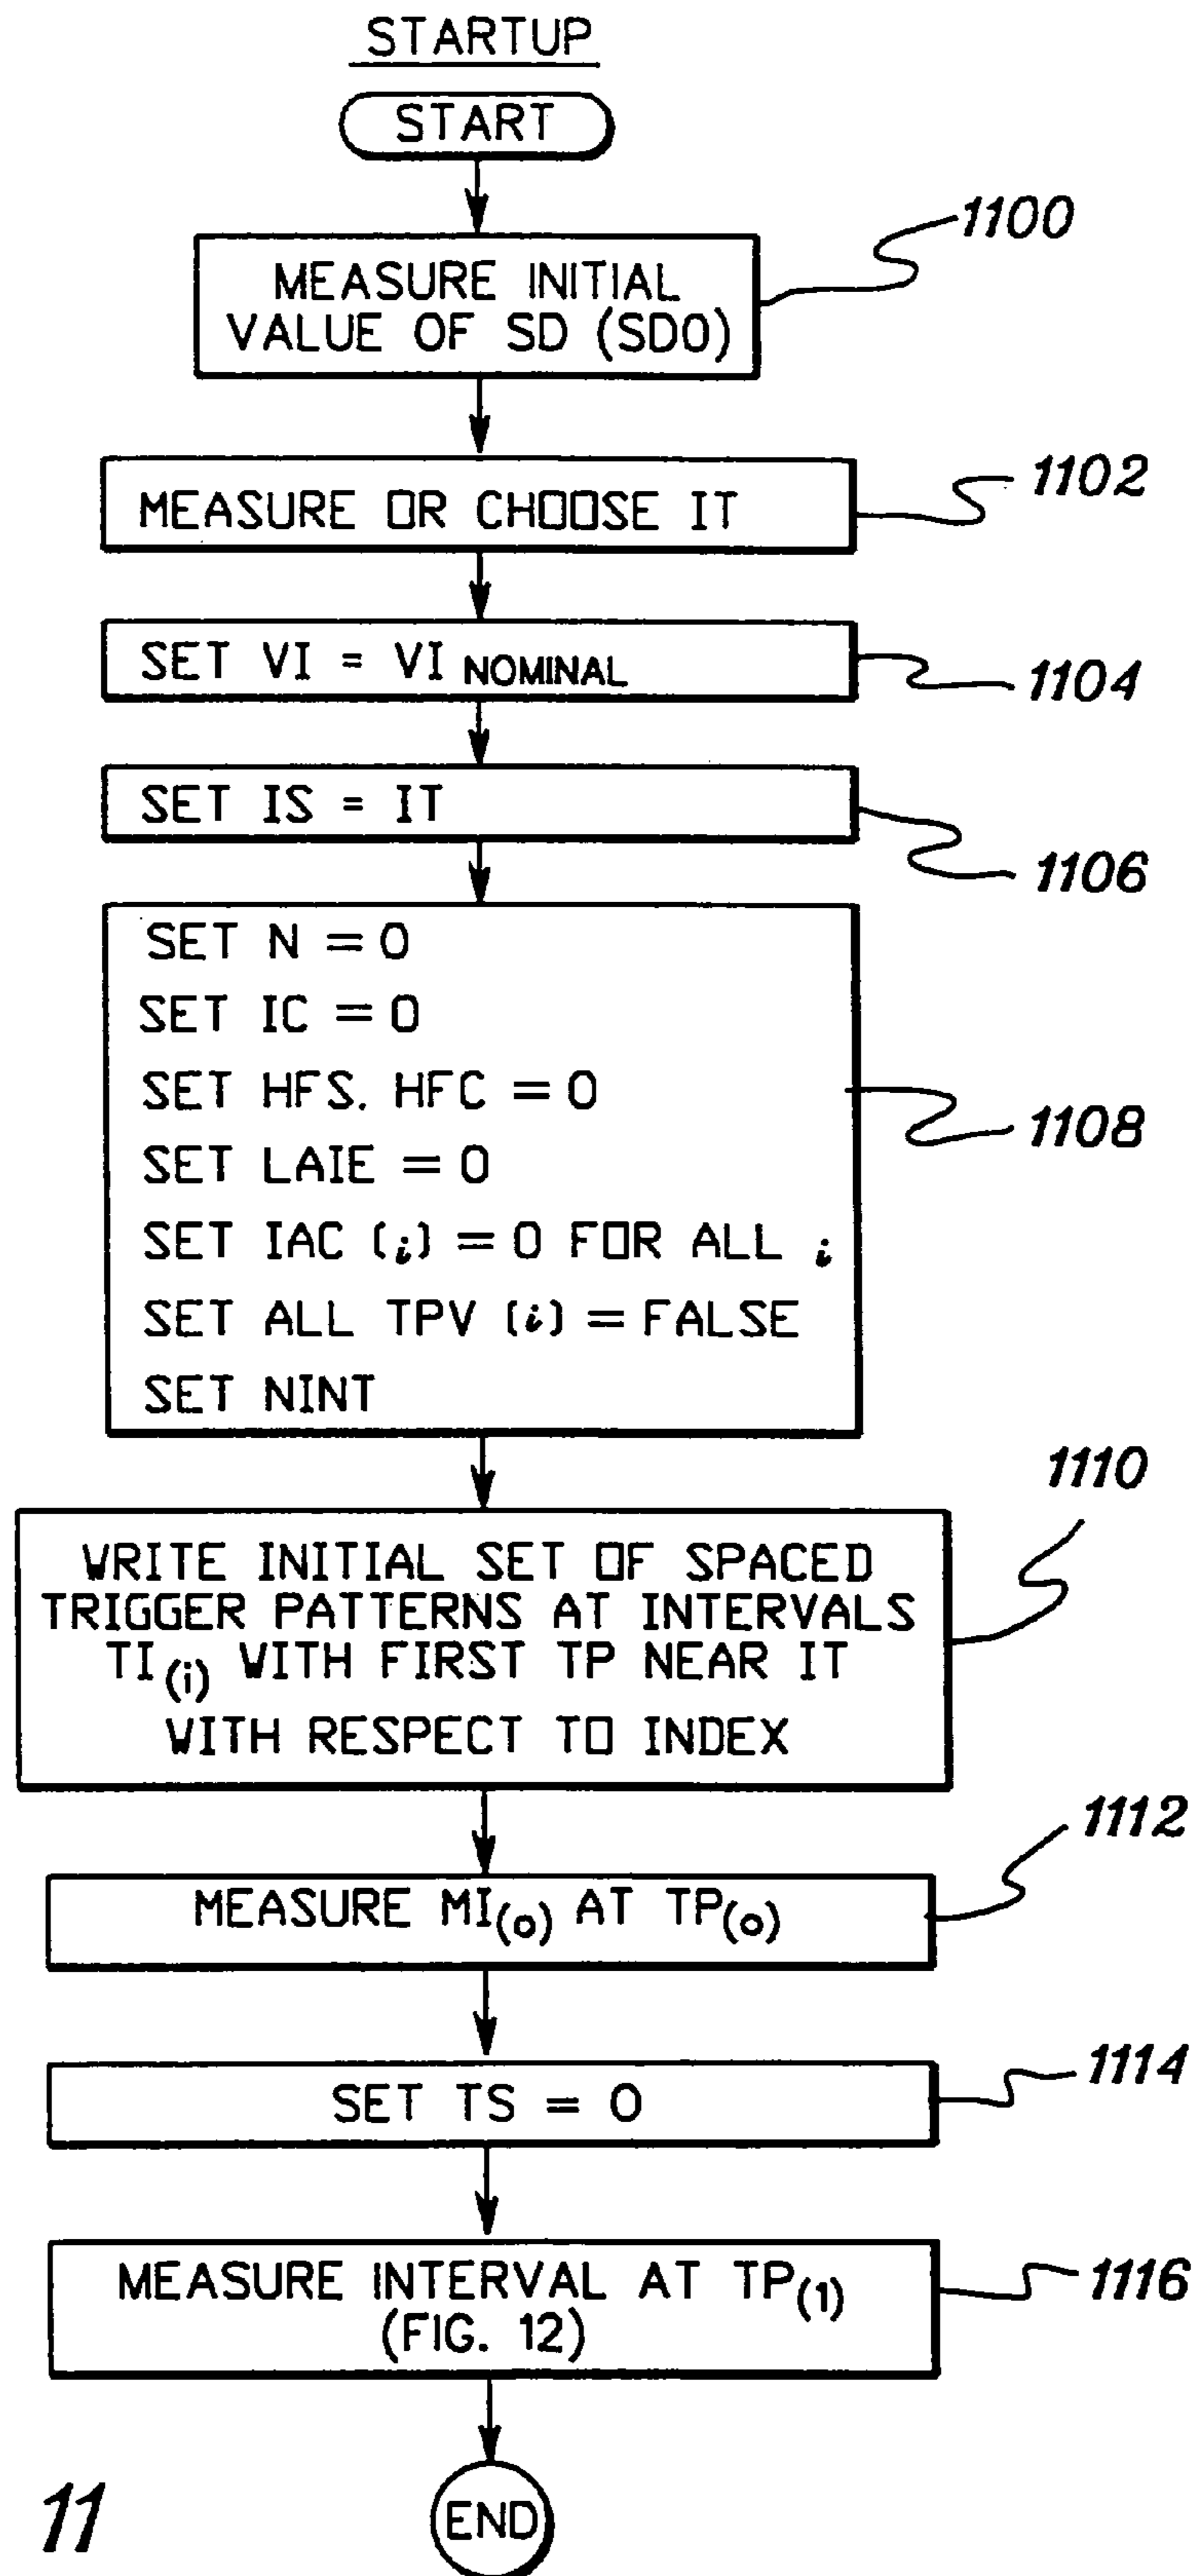 STARTUP
START
1100
MEASURE INITIAL
VALUE OF SD (SD0)
1102
MEASURE OR CHOOSE IT
SET VI = VI NOMINAL
1104
SET IS = IT
1106
SET N = 0
SET IC = 0
SET HFS. HFC = 0
1108
SET LAIE = 0
SET IAC (i) = 0 FOR ALL i
SET ALL TPV (i) = FALSE
SET NINT
1110
WRITE INITIAL SET OF SPACED
TRIGGER PATTERNS AT INTERVALS
TI(i) WITH FIRST TP NEAR IT
WITH RESPECT TO INDEX
1112
MEASURE MI(o) AT TP(o)
1114
SET TS = 0
1116
MEASURE INTERVAL AT TP(1)
(FIG. 12)
11
END